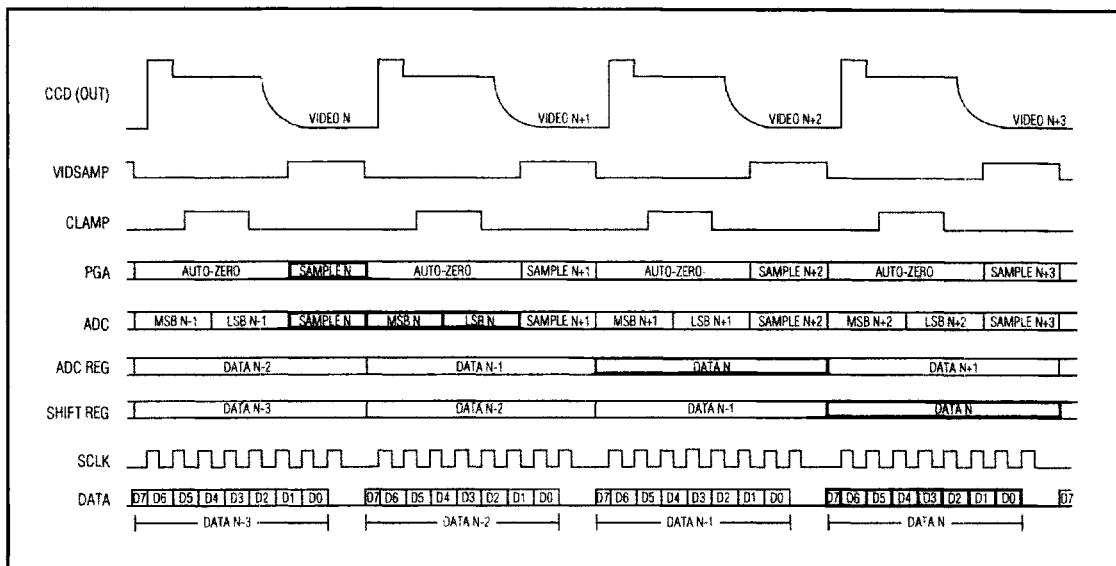 CCD (OUT)
VIDEO N VIDEO N+1 VIDEO N+2 VIDEO N+3
VIDSAMP
CLAMP
PGA AUTO-ZERO SAMPLE N AUTO-ZERO SAMPLE N+1 AUTO-ZERO SAMPLE N+2 AUTO-ZERO SAMPLE N+3
ADC MSB N-1 LSB N-1 SAMPLE N MSB N LSB N SAMPLE N+1 MSB N+1 LSB N+1 SAMPLE N+2 MSB N+2 LSB N+2 SAMPLE N+3
ADC REG DATA N-2 DATA N-1 DATA N DATA N+1
SHIFT REG DATA N-3 DATA N-2 DATA N-1 DATA N
SCLK
DATA D7 D6 D5 D4 D3 D2 D1 D0 D7 D6 D5 D4 D3 D2 D1 D0 D7 D6 D5 D4 D3 D2 D1 D0 D7 D6 D5 D4 D3 D2 D1 D0 D7
DATA N-3 DATA N-2 DATA N-1 DATA N